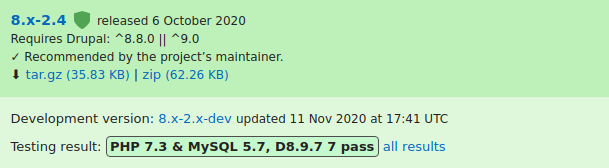 8.x-2.4 released 6 October 2020
Requires Drupal: ^8.8.0 || ^9.0
✓ Recommended by the project's maintainer.
⬇ tar.gz (35.83 KB) | zip (62.26 KB)
Development version: 8.x-2.x-dev updated 11 Nov 2020 at 17:41 UTC
Testing result: PHP 7.3 & MySQL 5.7, D8.9.7 7 pass all results